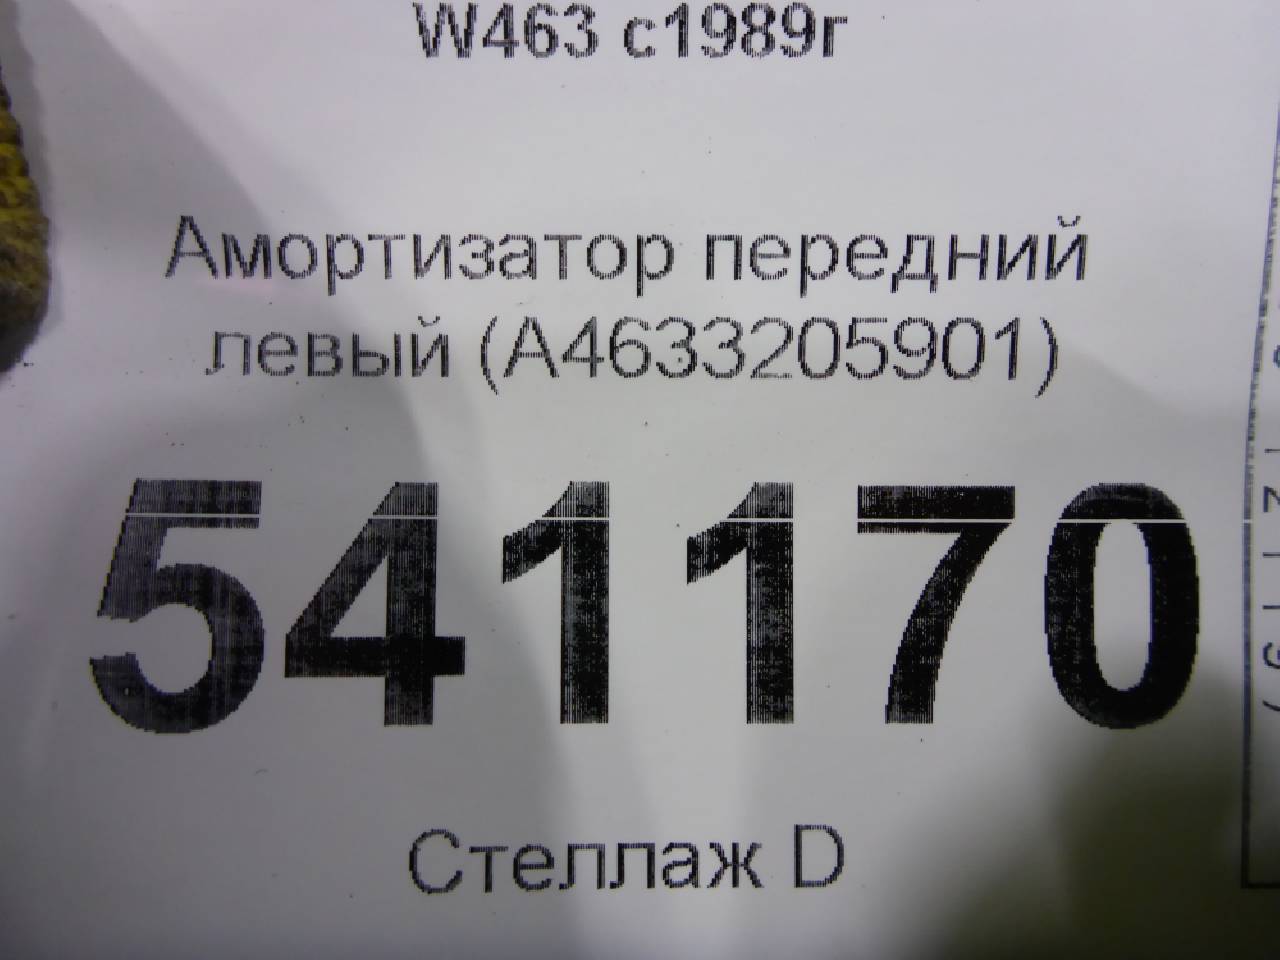 W463 с1989г
Амортизатор передний
левый (A4633205901)
541170
Стеллаж D